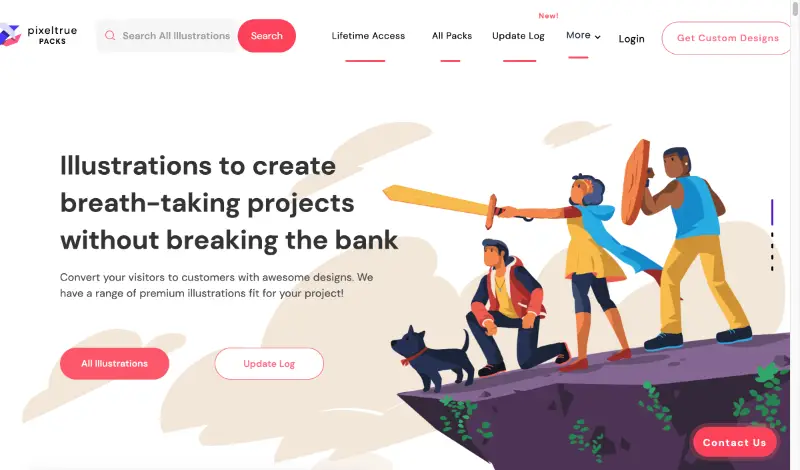 pixeltrue
PACKS
Search All Illustrations
Search
Lifetime Access
All Packs
Update Log
New!
More
Login
Get Custom Designs
Illustrations to create
breath-taking projects
without breaking the bank
Convert your visitors to customers with awesome designs. We
have a range of premium illustrations fit for your project!
All Illustrations
Update Log
Contact Us